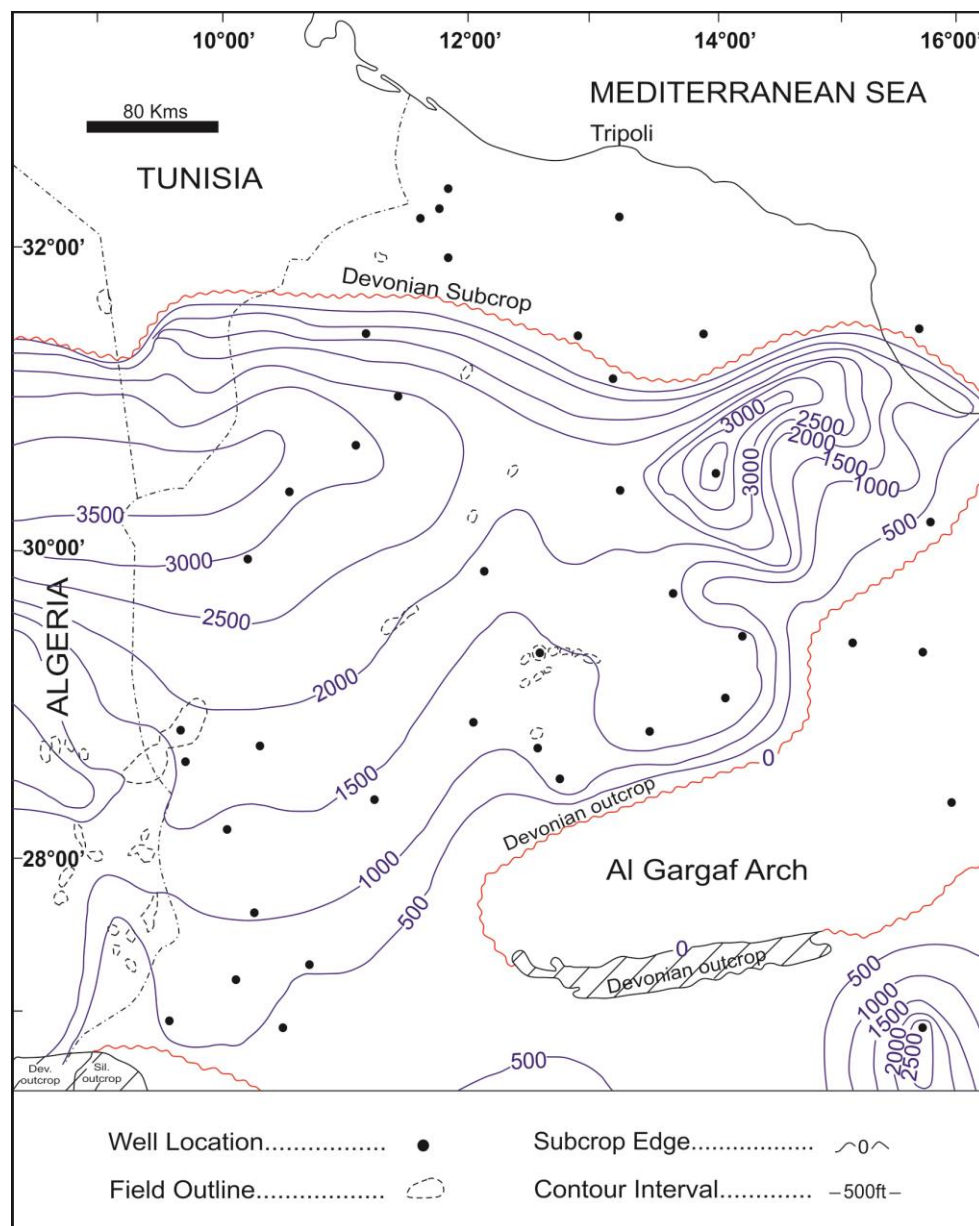 10°00' 12°00' 14°00' 16°00'
80 Kms
MEDITERRANEAN SEA
Tripoli
TUNISIA
32°00'
Devonian Subcrop
3000
2500
2000
1500
3000
1000
3500
500
30°00'
3000
2500
ALGERIA
2000
1500
0
Devonian outcrop
28°00'
1000
Al Gargaf Arch
500
0
Devonian outcrop
500
1000
1500
2000
2500
500
Dev.
outcrop
Sil.
outcrop
Well Location................
Subcrop Edge............... 0
Field Outline.................
Contour Interval........... –500ft–